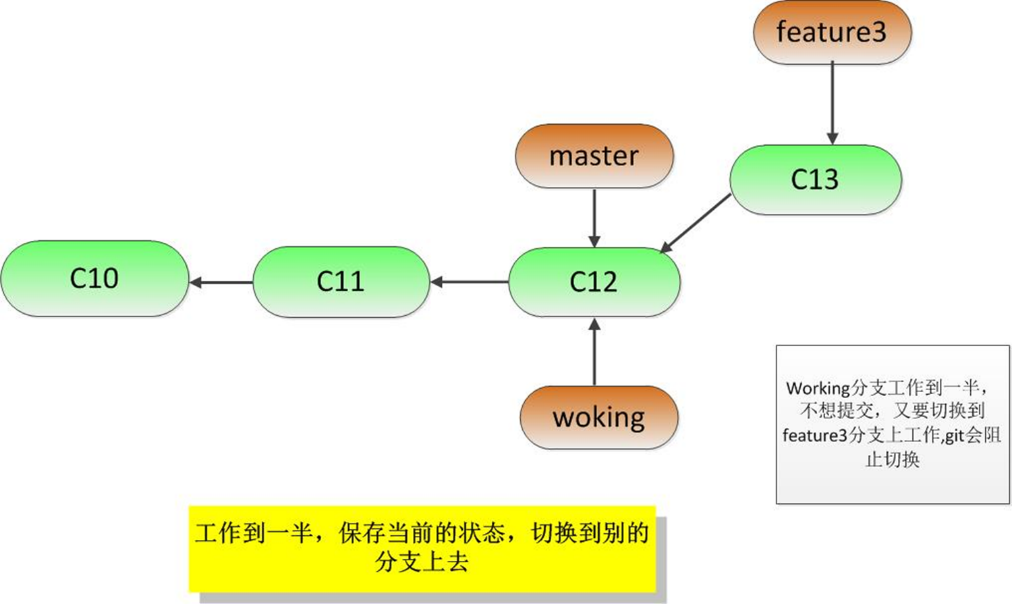 feature3
master
C13
C10
C11
C12
woking
Working分支工作到一半，
不想提交，又要切换到
feature3分支上工作,git会阻
止切换
工作到一半，保存当前的状态，切换到别的
分支上去